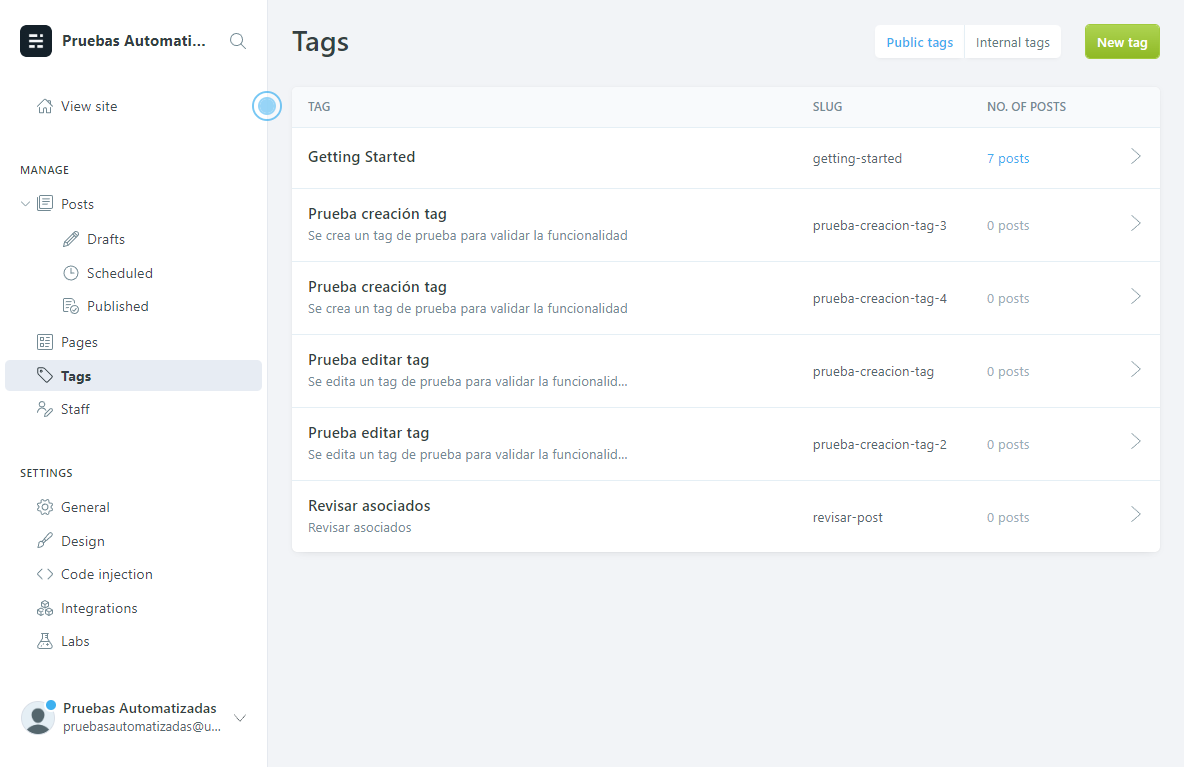 Pruebas Automati...
View site
MANAGE
Posts
Drafts
Scheduled
Published
Pages
Tags
Staff
SETTINGS
General
Design
Code injection
Integrations
Labs
Pruebas Automatizadas
pruebasautomatizadas@u...
Tags
Public tags
Internal tags
New tag
TAG SLUG NO. OF POSTS
Getting Started getting-started 7 posts
Prueba creación tag
Se crea un tag de prueba para validar la funcionalidad
prueba-creacion-tag-3 0 posts
Prueba creación tag
Se crea un tag de prueba para validar la funcionalidad
prueba-creacion-tag-4 0 posts
Prueba editar tag
Se edita un tag de prueba para validar la funcionalid...
prueba-creacion-tag 0 posts
Prueba editar tag
Se edita un tag de prueba para validar la funcionalid...
prueba-creacion-tag-2 0 posts
Revisar asociados
Revisar asociados
revisar-post 0 posts